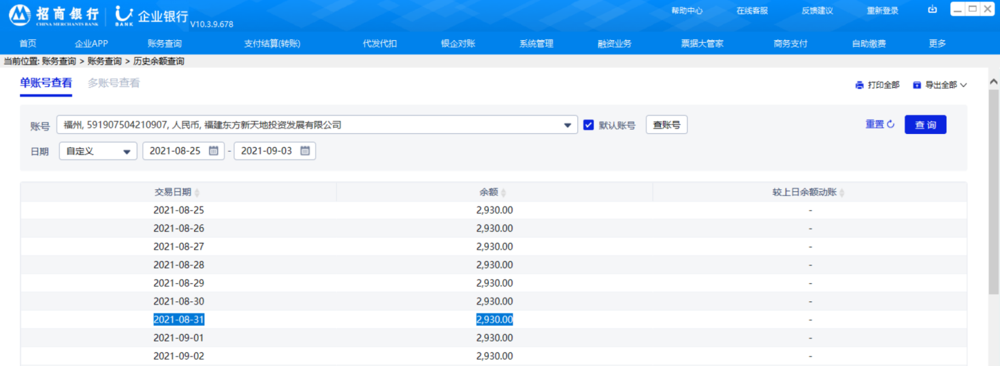 招商银行 CHINA MERCHANTS BANK BANK 企业银行 V10.3.9.678 帮助中心 在线客服 反馈建议 重新登录
首页 企业APP 账务查询 支付结算(转账) 代发代扣 银企对账 系统管理 融资业务 票据大管家 商务支付 自助缴费 更多
当前位置: 账务查询 > 账务查询 > 历史余额查询
单账号查看 多账号查看 打印全部 导出全部
账号 福州, 591907504210907, 人民币, 福建东方新天地投资发展有限公司 默认账号 查账号 重置 查询
日期 自定义 2021-08-25 - 2021-09-03
交易日期 余额 较上日余额动账
2021-08-25 2,930.00 -
2021-08-26 2,930.00 -
2021-08-27 2,930.00 -
2021-08-28 2,930.00 -
2021-08-29 2,930.00 -
2021-08-30 2,930.00 -
2021-08-31 2,930.00 -
2021-09-01 2,930.00 -
2021-09-02 2,930.00 -